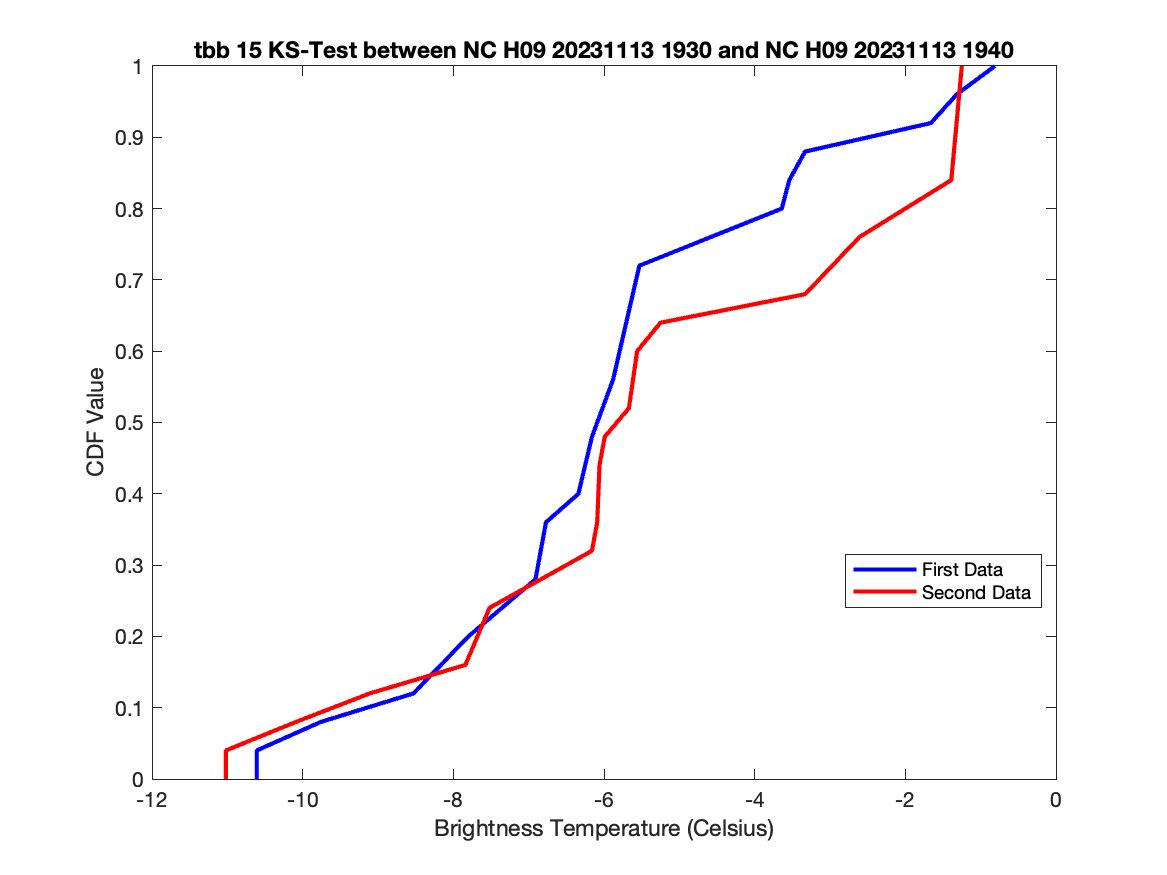 tbb 15 KS-Test between NC H09 20231113 1930 and NC H09 20231113 1940
1
0.9
0.8
0.7
0.6
0.5
0.4
0.3
0.2
0.1
0
CDF Value
First Data
Second Data
-12 -10 -8 -6 -4 -2 0
Brightness Temperature (Celsius)